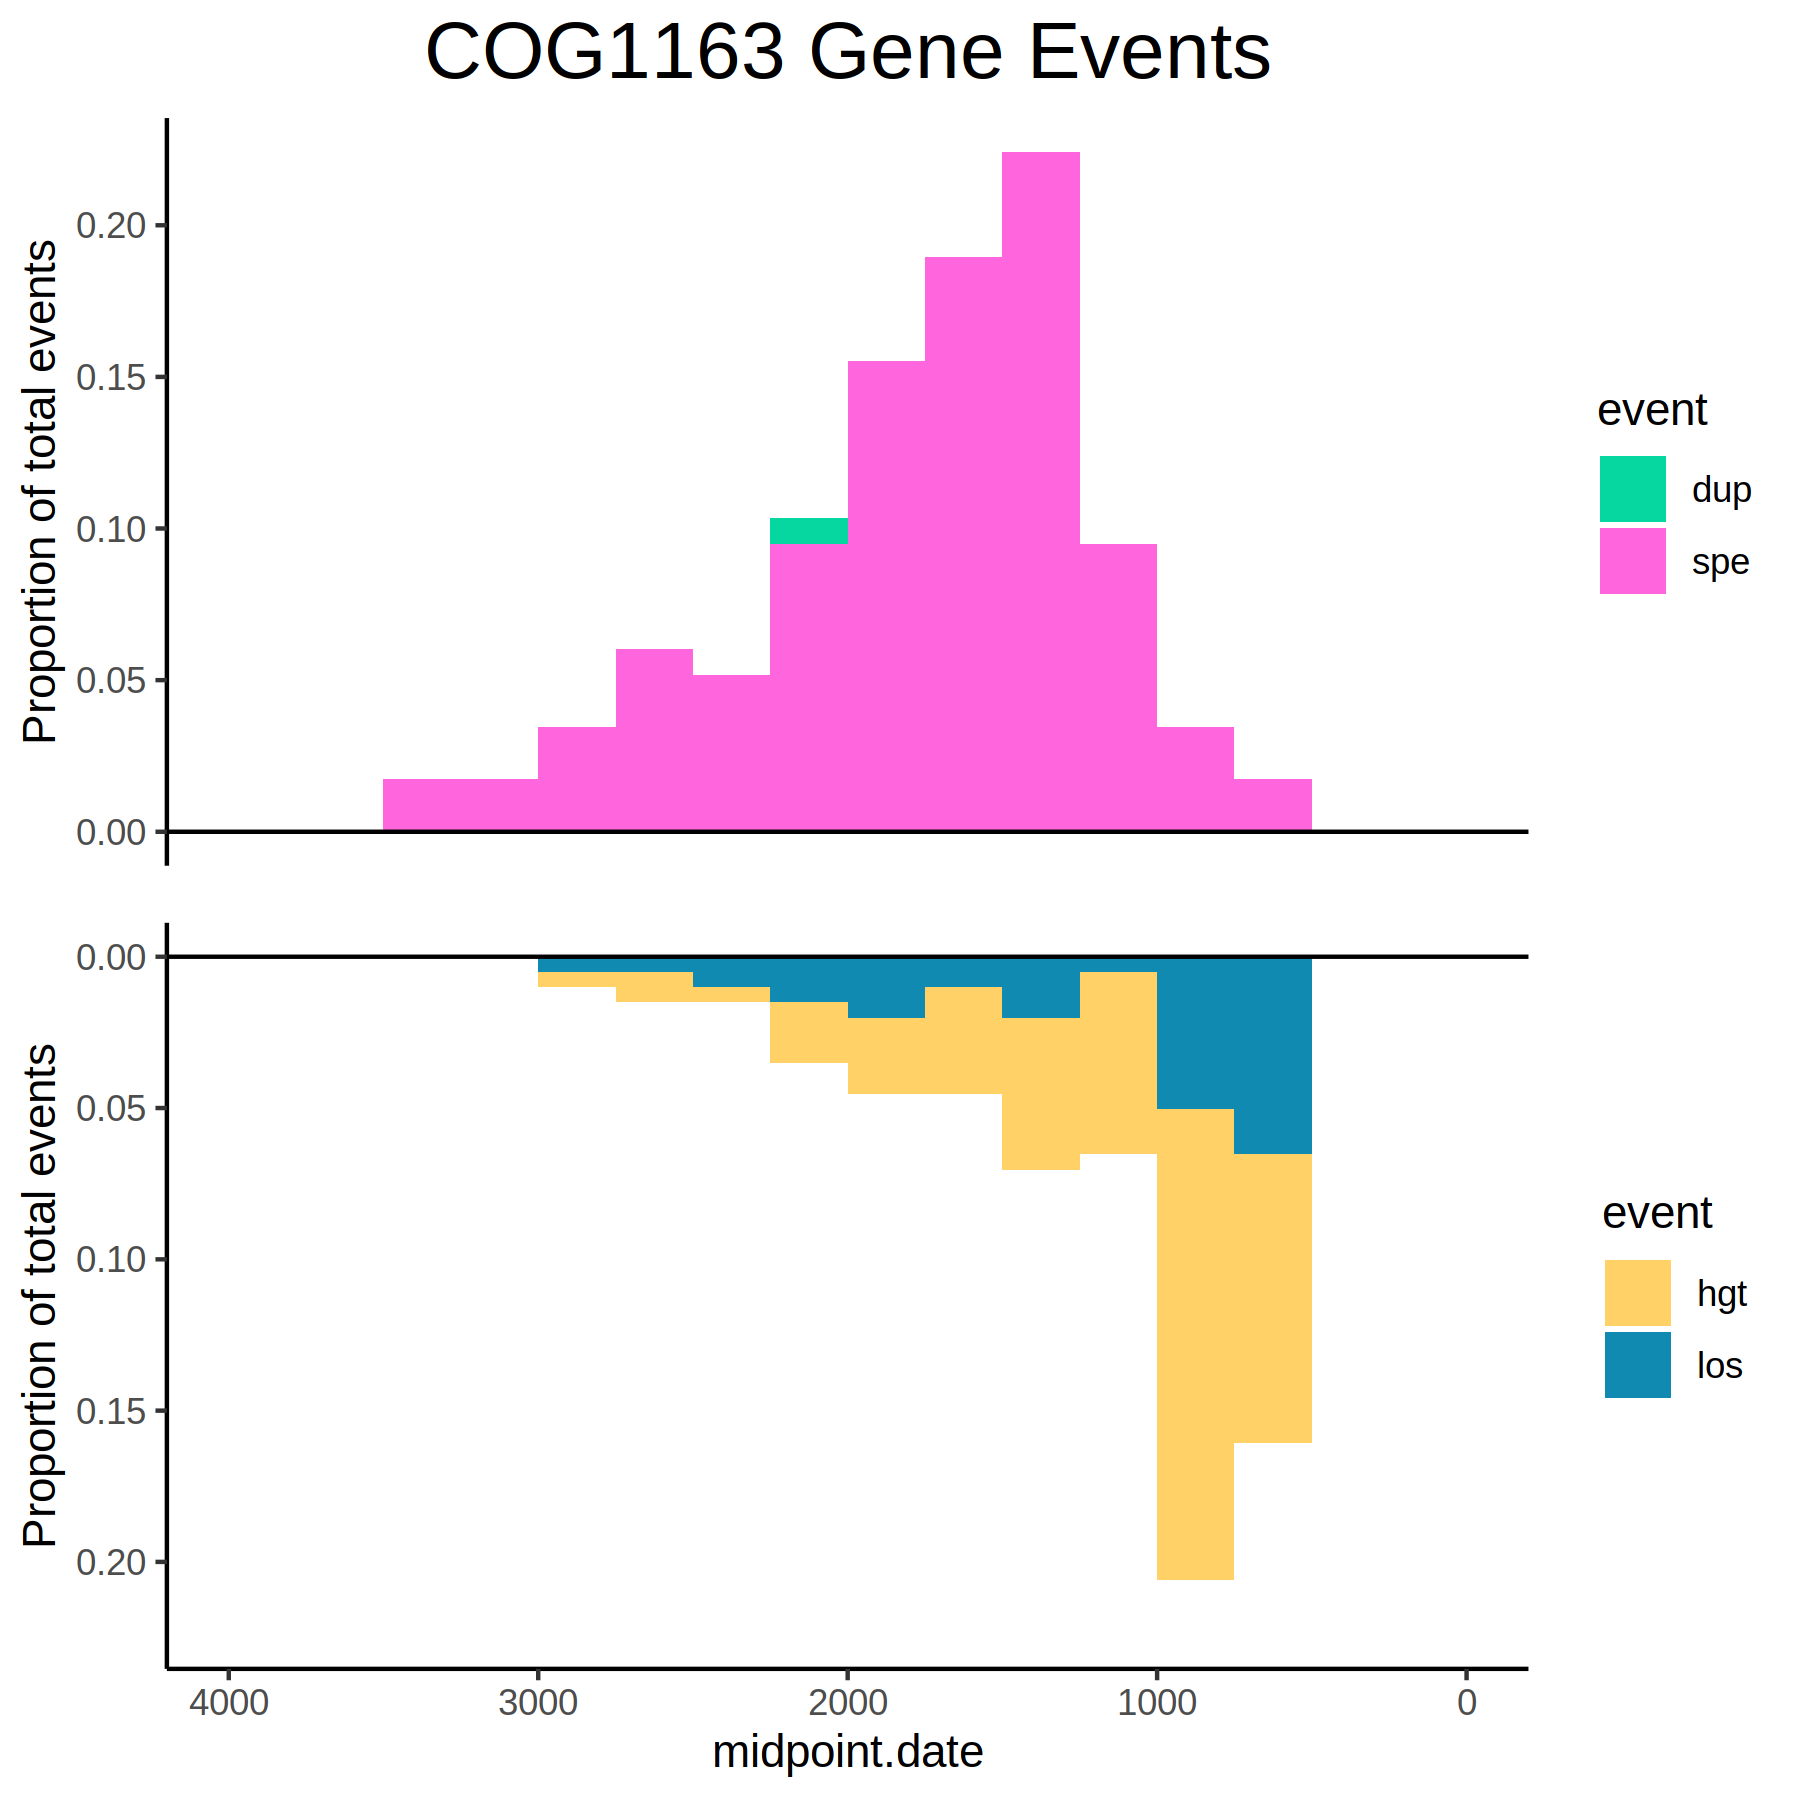 COG1163 Gene Events
Proportion of total events
0.20
0.15
0.10
0.05
0.00
event
dup
spe
Proportion of total events
0.00
0.05
0.10
0.15
0.20
event
hgt
los
4000 3000 2000 1000 0
midpoint.date